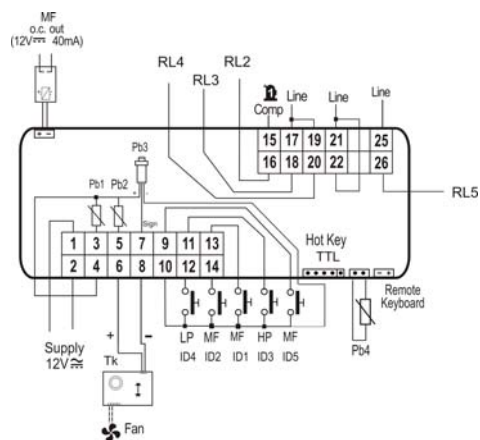 MF
o.c. out
(12V⎓ 40mA)
RL4
RL3
RL2
1
Comp
Line
Line
Line
15 17 19 21 25
16 18 20 22 26
RL5
Pb3
Pb1 Pb2
+ -
Sign
1 3 5 7 9 11 13
2 4 6 8 10 12 14
Hot Key
TTL
Remote
Keyboard
Pb4
LP MF MF HP MF
ID4 ID2 ID1 ID3 ID5
Supply
12V≂
+ -
Tk
Fan